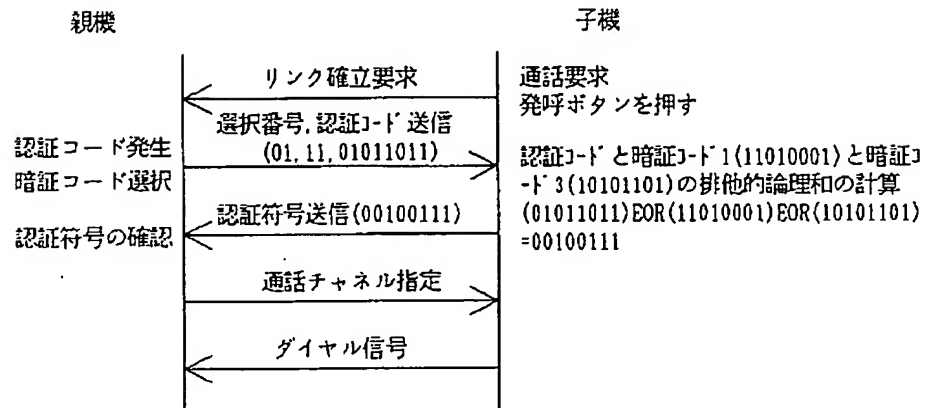 親機
子機
リンク確立要求
通話要求
発呼ボタンを押す
選択番号,認証ｺｰﾄﾞ送信
(01,11,01011011)
認証コード発生
暗証コード選択
認証ｺｰﾄﾞと暗証ｺｰﾄﾞ1(11010001)と暗証ｺ
ｰﾄﾞ3(10101101)の排他的論理和の計算
(01011011)EOR(11010001)EOR(10101101)
=00100111
認証符号送信(00100111)
認証符号の確認
通話チャネル指定
ダイヤル信号